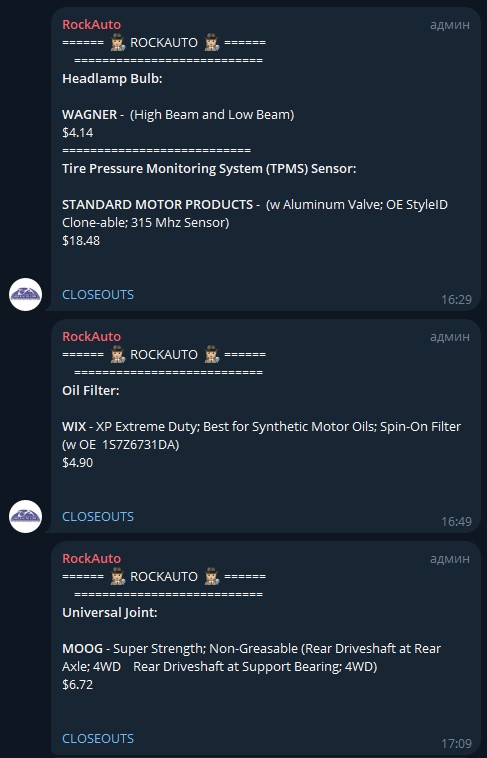 RockAuto админ
====== 🕵🏼 ROCKAUTO 🕵🏼 ======
===========================
Headlamp Bulb:
WAGNER -  (High Beam and Low Beam)
$4.14
===========================
Tire Pressure Monitoring System (TPMS) Sensor:
STANDARD MOTOR PRODUCTS -  (w Aluminum Valve; OE StyleID
Clone-able; 315 Mhz Sensor)
$18.48
CLOSEOUTS
16:29
RockAuto админ
====== 🕵🏼 ROCKAUTO 🕵🏼 ======
===========================
Oil Filter:
WIX - XP Extreme Duty; Best for Synthetic Motor Oils; Spin-On Filter
(w OE  1S7Z6731DA)
$4.90
CLOSEOUTS
16:49
RockAuto админ
====== 🕵🏼 ROCKAUTO 🕵🏼 ======
===========================
Universal Joint:
MOOG - Super Strength; Non-Greasable (Rear Driveshaft at Rear
Axle; 4WD    Rear Driveshaft at Support Bearing; 4WD)
$6.72
CLOSEOUTS
17:09